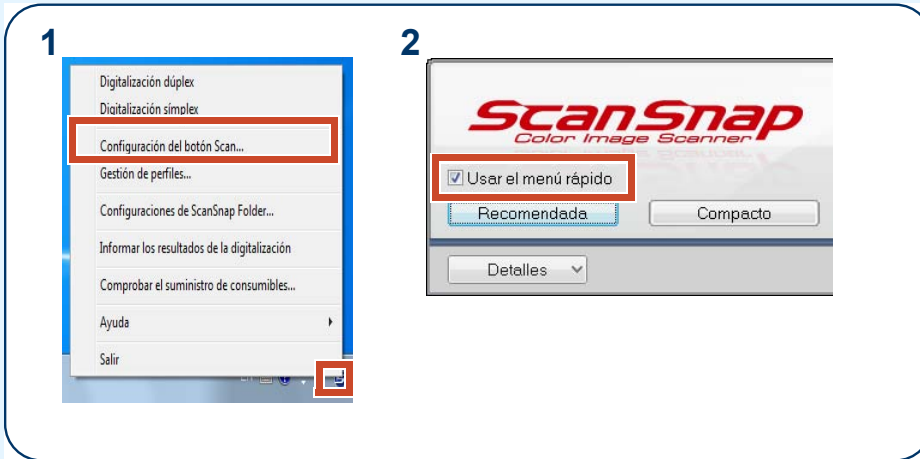 1
Digitalización dúplex
Digitalización símplex
Configuración del botón Scan...
Gestión de perfiles...
Configuraciones de ScanSnap Folder...
Informar los resultados de la digitalización
Comprobar el suministro de consumibles...
Ayuda
Salir
2
ScanSnap
Color Image Scanner
Usar el menú rápido
Recomendada
Compacto
Detalles